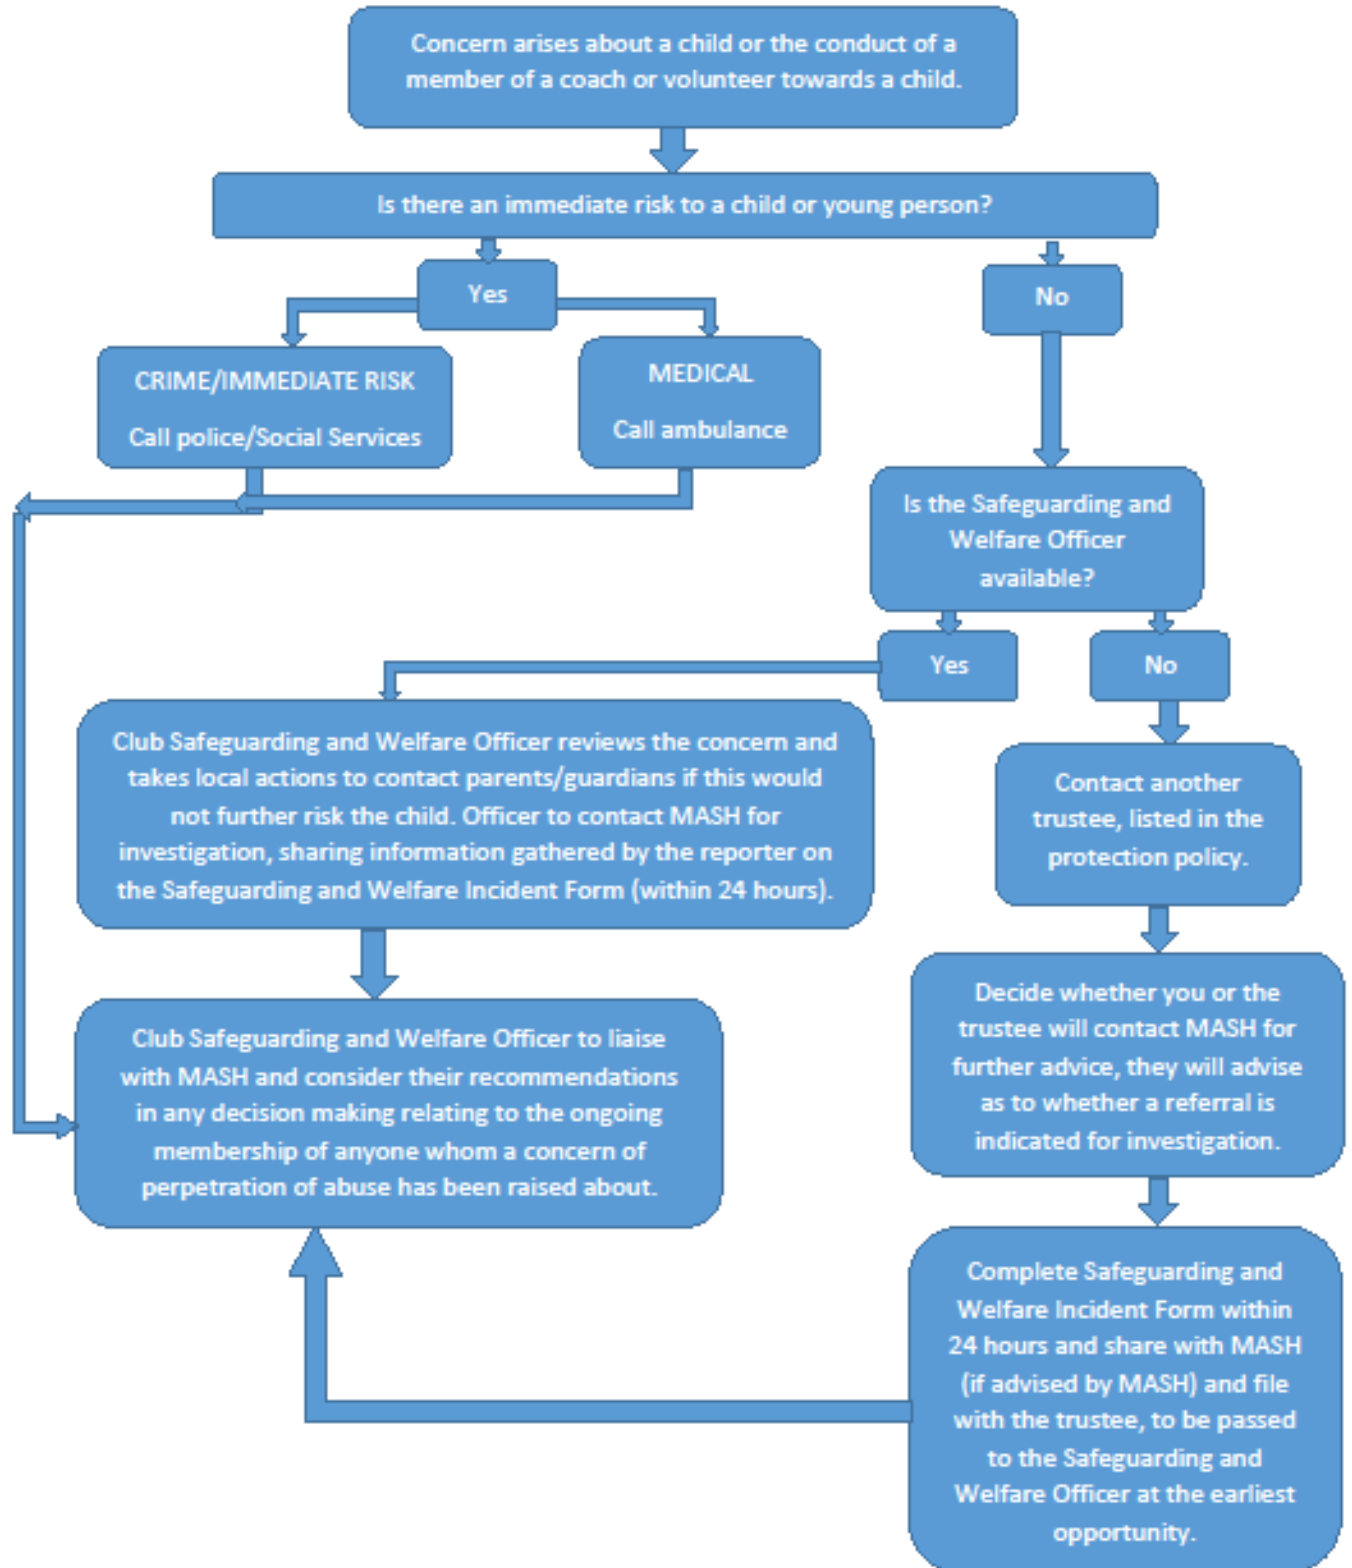 Concern arises about a child or the conduct of a
member of a coach or volunteer towards a child.
Is there an immediate risk to a child or young person?
Yes
No
CRIME/IMMEDIATE RISK
Call police/Social Services
MEDICAL
Call ambulance
Is the Safeguarding and
Welfare Officer
available?
Yes
No
Club Safeguarding and Welfare Officer reviews the concern and
takes local actions to contact parents/guardians if this would
not further risk the child. Officer to contact MASH for
investigation, sharing information gathered by the reporter on
the Safeguarding and Welfare Incident Form (within 24 hours).
Contact another
trustee, listed in the
protection policy.
Decide whether you or the
trustee will contact MASH for
further advice, they will advise
as to whether a referral is
indicated for investigation.
Club Safeguarding and Welfare Officer to liaise
with MASH and consider their recommendations
in any decision making relating to the ongoing
membership of anyone whom a concern of
perpetration of abuse has been raised about.
Complete Safeguarding and
Welfare Incident Form within
24 hours and share with MASH
(if advised by MASH) and file
with the trustee, to be passed
to the Safeguarding and
Welfare Officer at the earliest
opportunity.